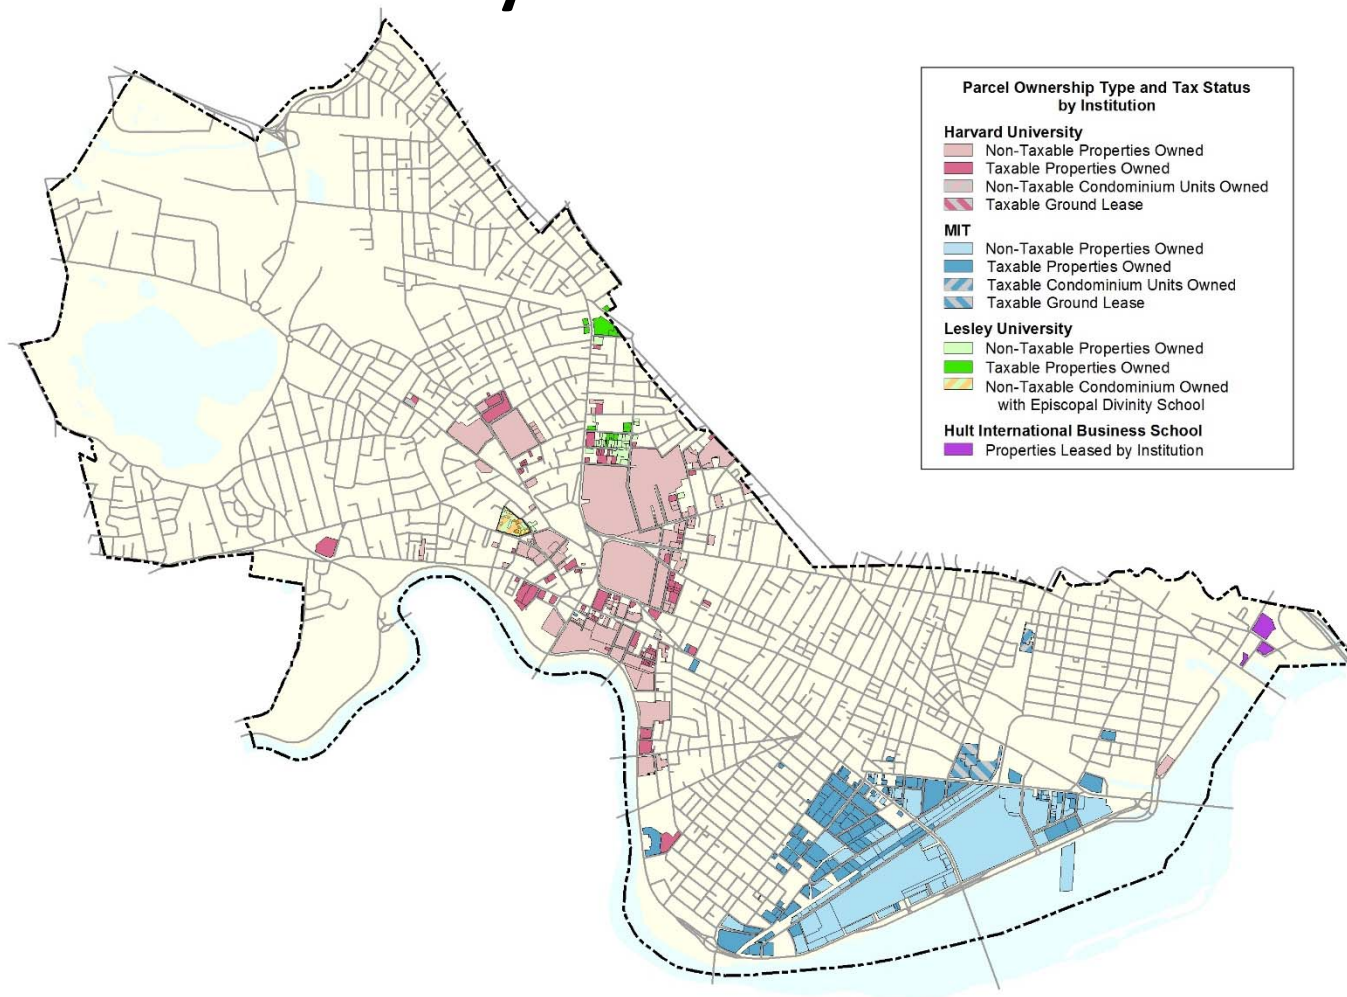 Parcel Ownership Type and Tax Status
by Institution
Harvard University
Non-Taxable Properties Owned
Taxable Properties Owned
Non-Taxable Condominium Units Owned
Taxable Ground Lease
MIT
Non-Taxable Properties Owned
Taxable Properties Owned
Taxable Condominium Units Owned
Taxable Ground Lease
Lesley University
Non-Taxable Properties Owned
Taxable Properties Owned
Non-Taxable Condominium Owned
with Episcopal Divinity School
Hult International Business School
Properties Leased by Institution